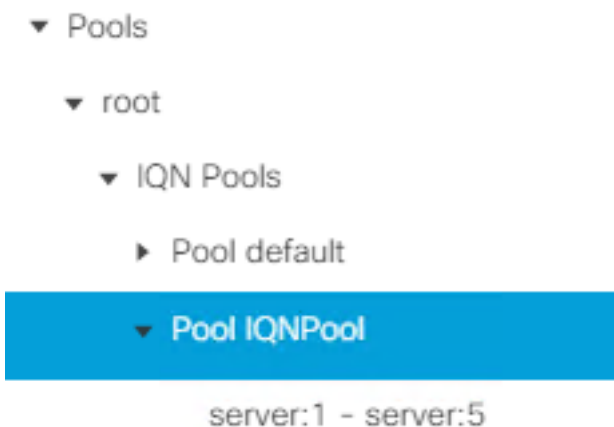 Pools
root
IQN Pools
Pool default
Pool IQNPool
server:1 - server:5